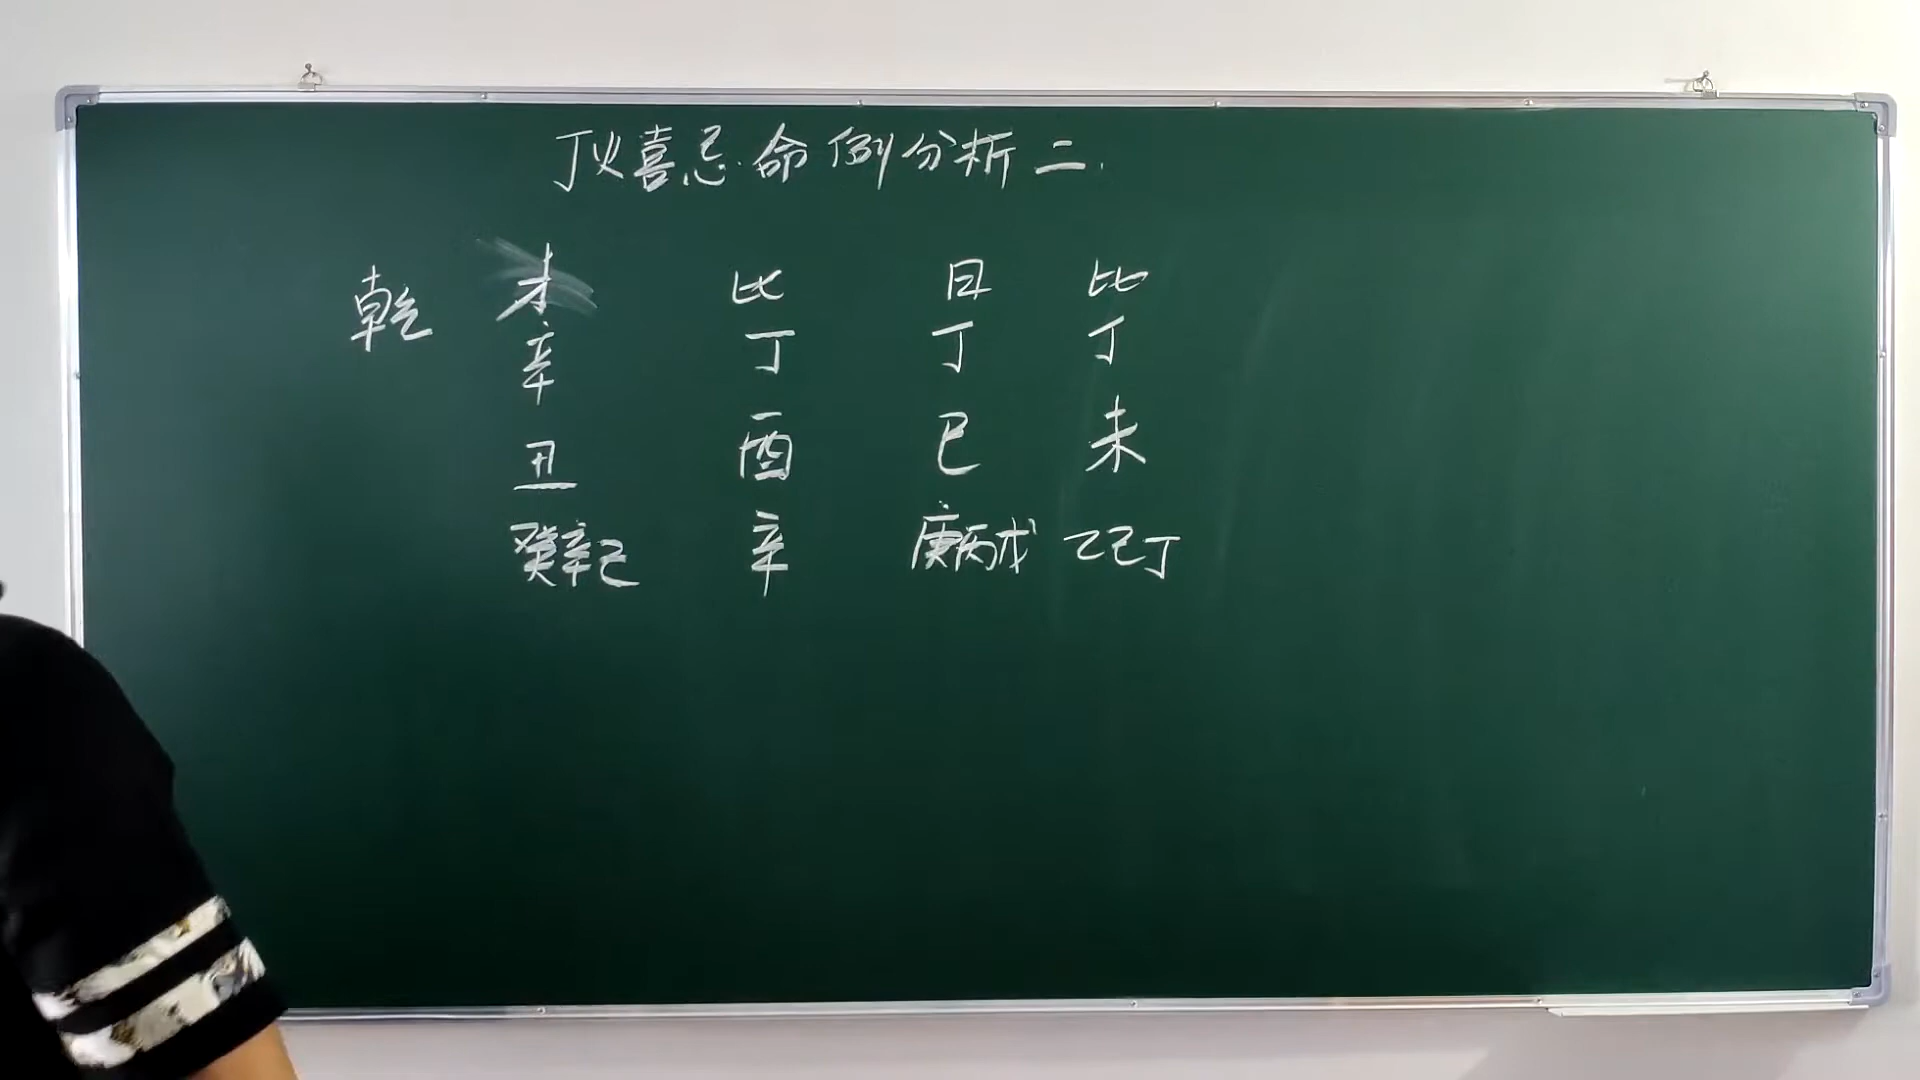 丁火喜忌命例分析二.
乾 才 比 日 比
辛 丁 丁 丁
丑 酉 巳 未
癸辛己 辛 庚丙戊 乙己丁